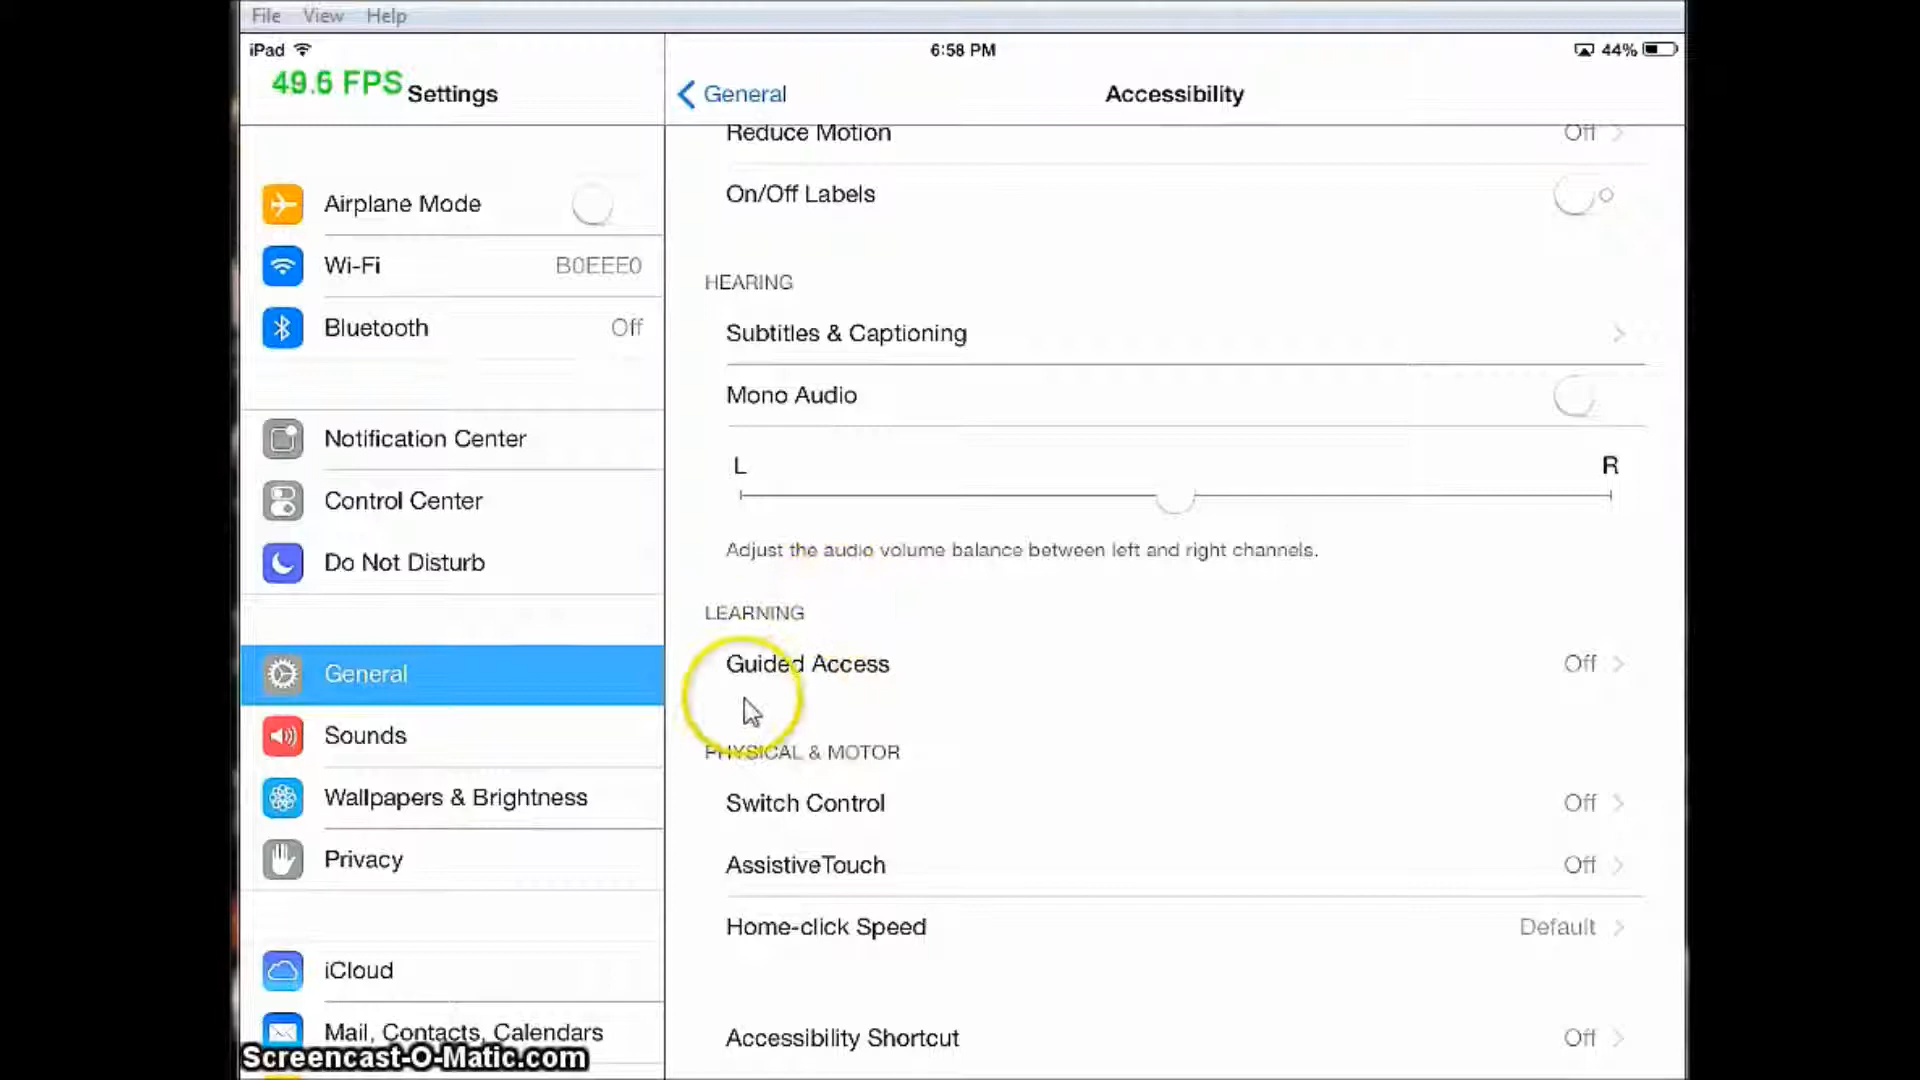 File View Help
iPad 6:58 PM 44%
49.6 FPS
Settings
General
Accessibility
Airplane Mode
Wi-Fi B0EEE0
Bluetooth Off
Notification Center
Control Center
Do Not Disturb
General
Sounds
Wallpapers & Brightness
Privacy
iCloud
Mail, Contacts, Calendars
Reduce Motion Off
On/Off Labels
HEARING
Subtitles & Captioning
Mono Audio
L R
Adjust the audio volume balance between left and right channels.
LEARNING
Guided Access Off
PHYSICAL & MOTOR
Switch Control Off
AssistiveTouch Off
Home-click Speed Default
Accessibility Shortcut Off
Screencast-O-Matic.com